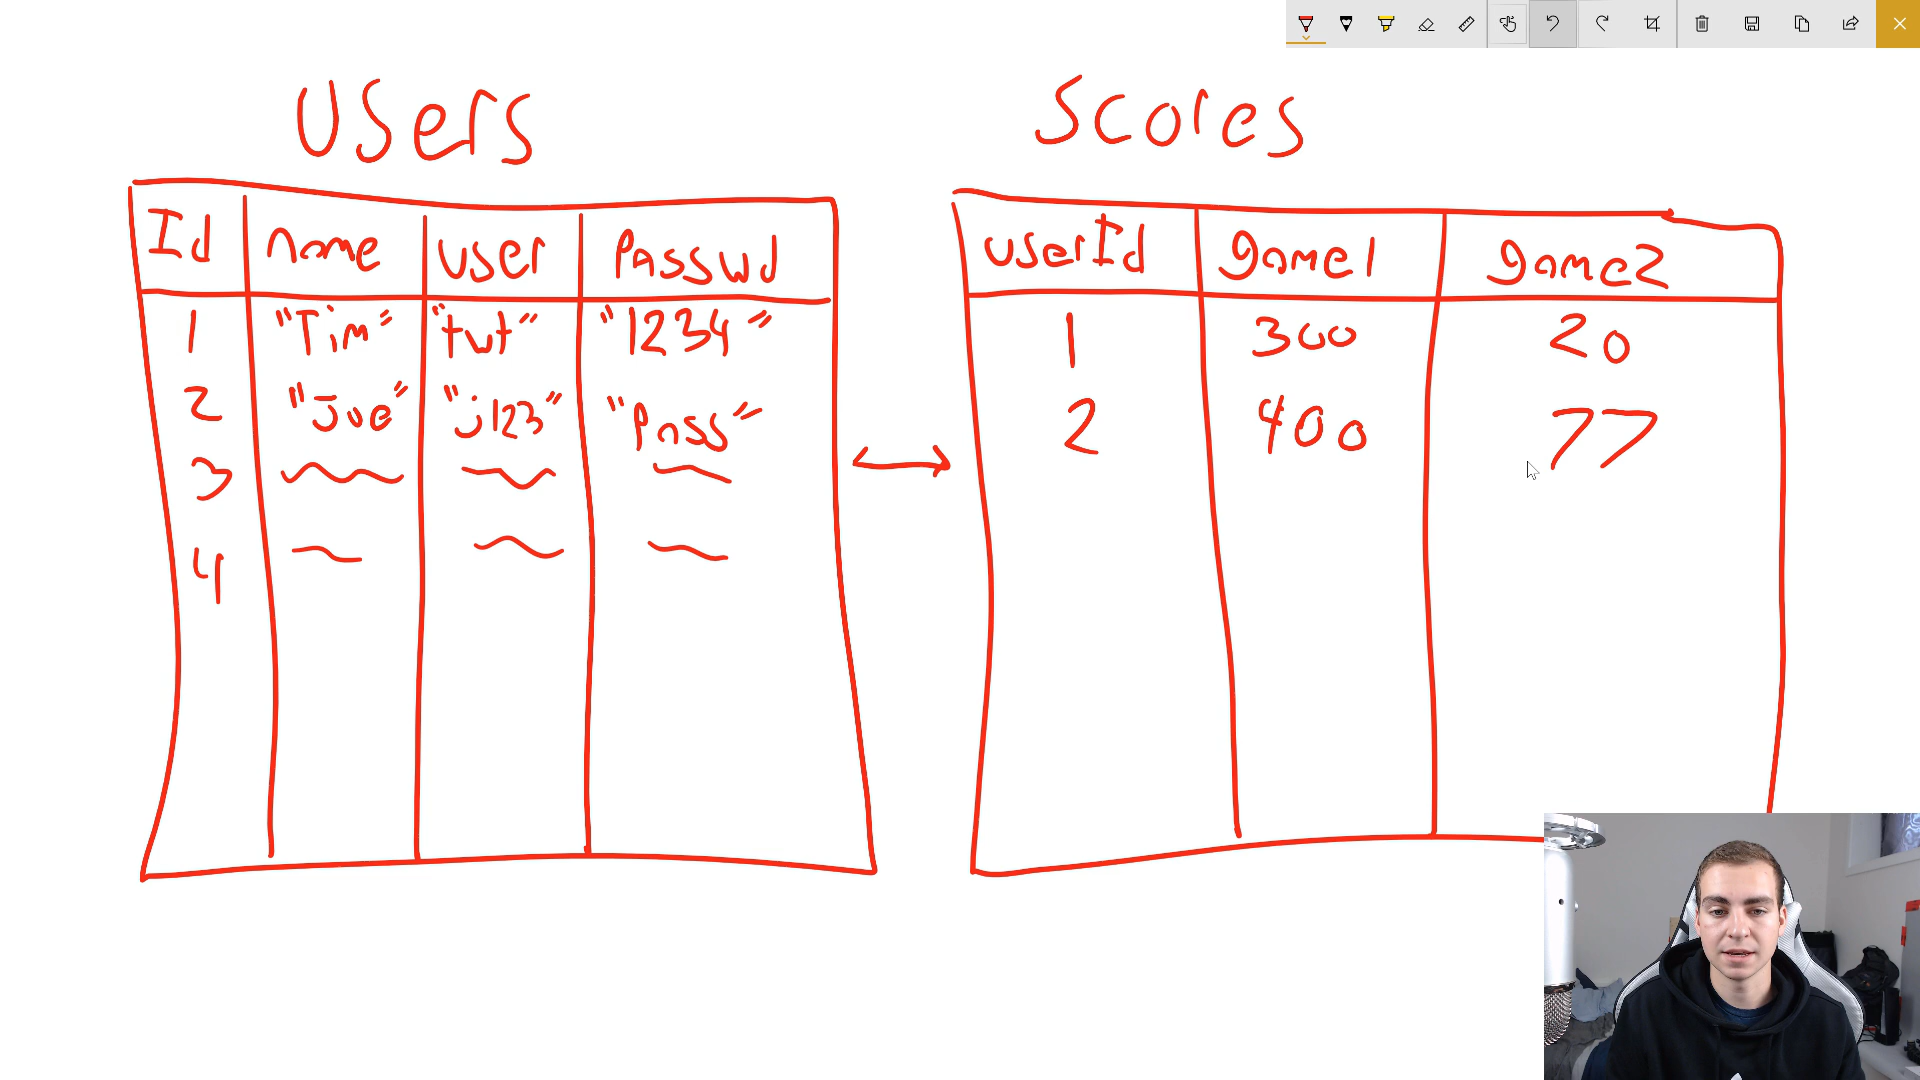 Users
Id name user Passwd
1 "Tim" "twt" "1234"
2 "joe" "j123" "Pass"
3
4
Scores
userId game1 game2
1 300 20
2 400 77